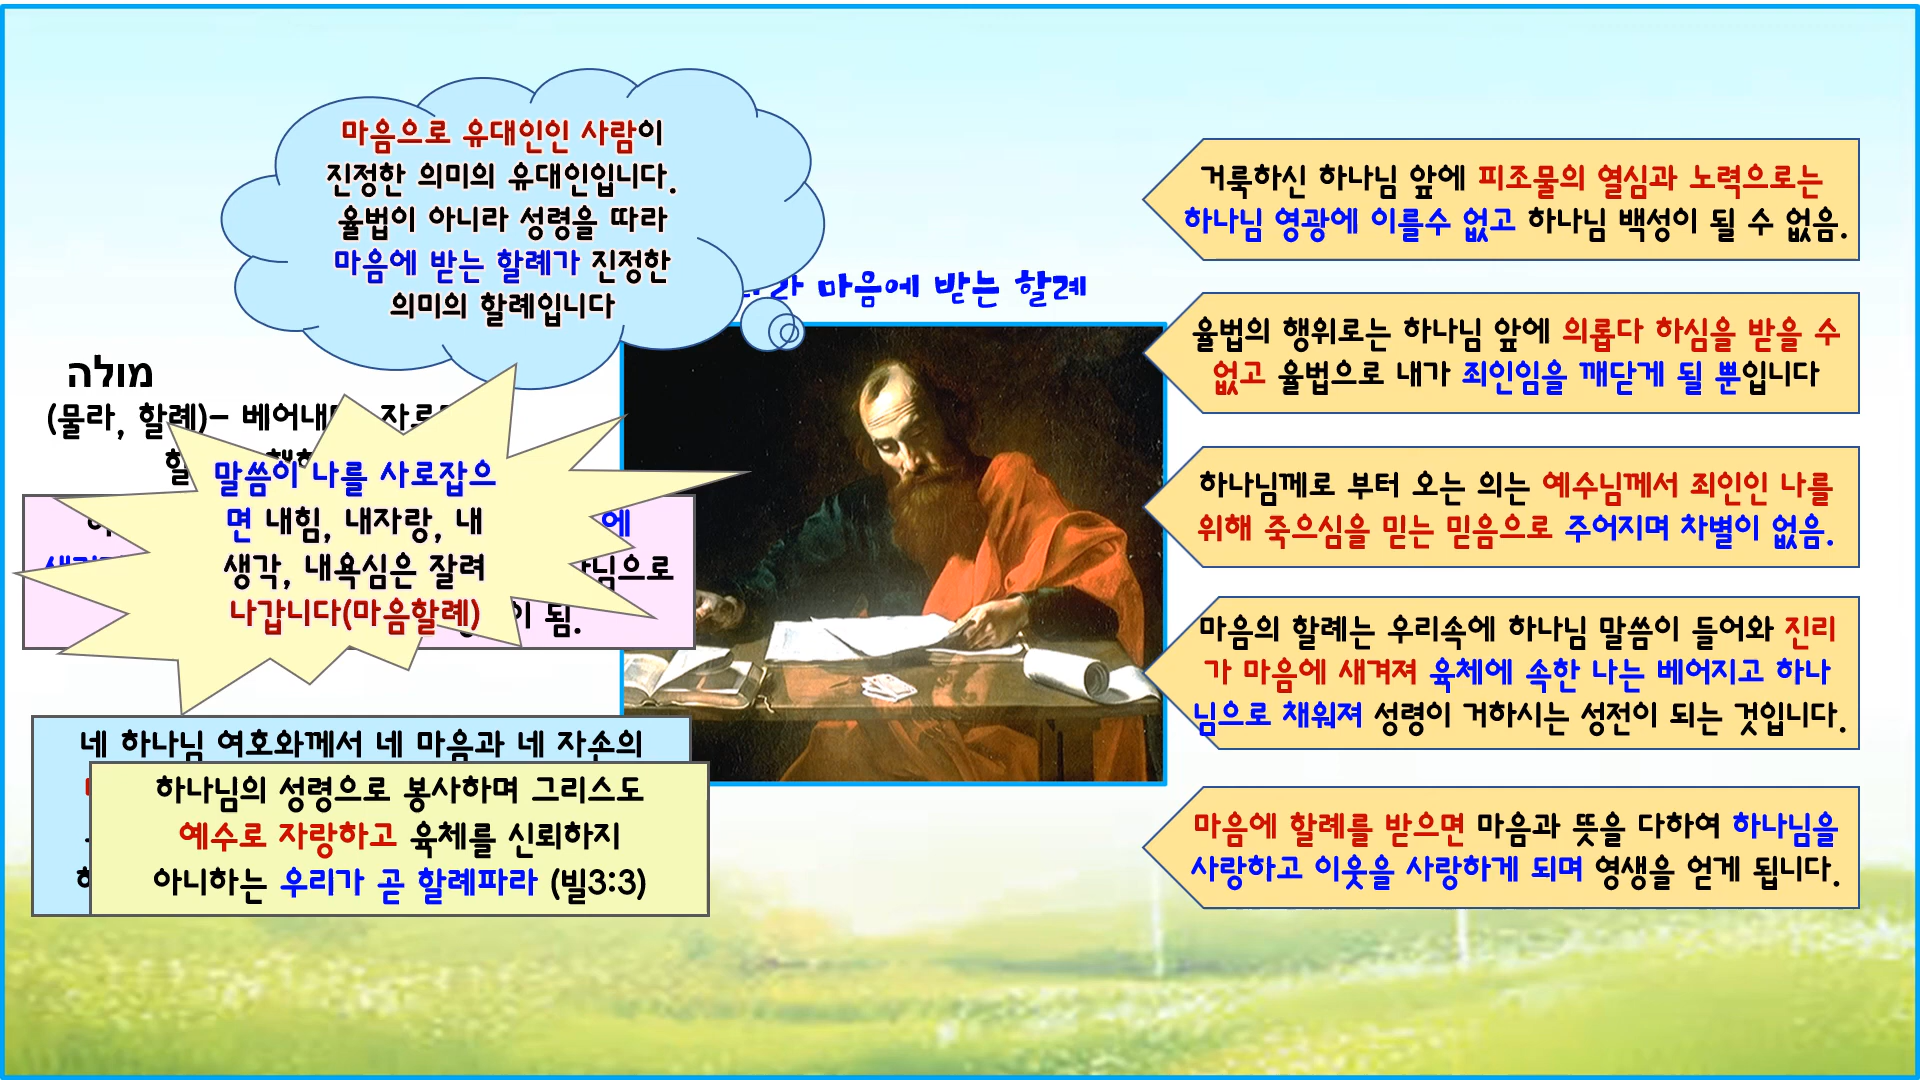 마음으로 유대인인 사람이
진정한 의미의 유대인입니다.
율법이 아니라 성령을 따라
마음에 받는 할례가 진정한
의미의 할례입니다
마음에 받는 할례
מולה
(물라, 할례)- 베어내
말씀이 나를 사로잡으
면 내힘, 내자랑, 내
생각, 내욕심은 잘려
나갑니다(마음할례)
에
님으로
이 됨.
네 하나님 여호와께서 네 마음과 네 자손의
하나님의 성령으로 봉사하며 그리스도
예수로 자랑하고 육체를 신뢰하지
아니하는 우리가 곧 할례파라 (빌3:3)
거룩하신 하나님 앞에 피조물의 열심과 노력으로는
하나님 영광에 이를수 없고 하나님 백성이 될 수 없음.
율법의 행위로는 하나님 앞에 의롭다 하심을 받을 수
없고 율법으로 내가 죄인임을 깨닫게 될 뿐입니다
하나님께로 부터 오는 의는 예수님께서 죄인인 나를
위해 죽으심을 믿는 믿음으로 주어지며 차별이 없음.
마음의 할례는 우리속에 하나님 말씀이 들어와 진리
가 마음에 새겨져 육체에 속한 나는 베어지고 하나
님으로 채워져 성령이 거하시는 성전이 되는 것입니다.
마음에 할례를 받으면 마음과 뜻을 다하여 하나님을
사랑하고 이웃을 사랑하게 되며 영생을 얻게 됩니다.